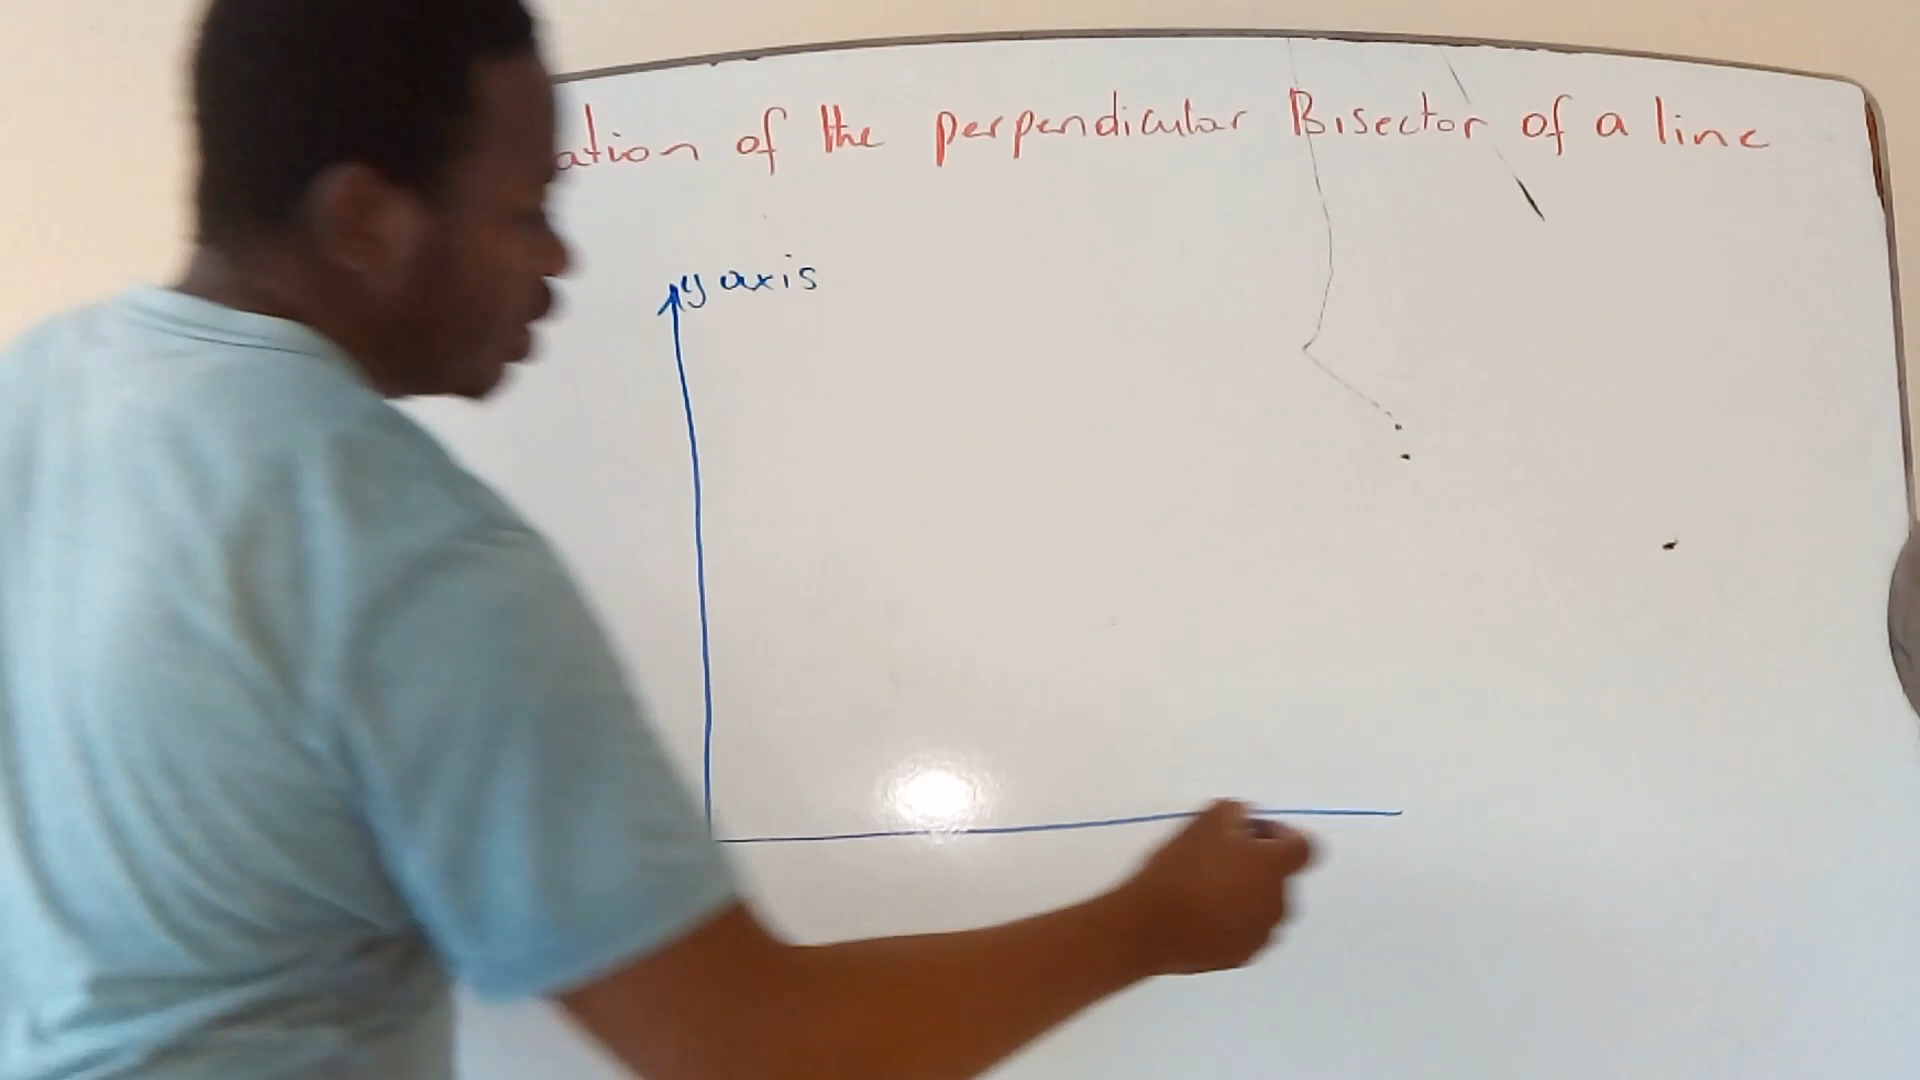 ation of the perpendicular Bisector of a line
y axis